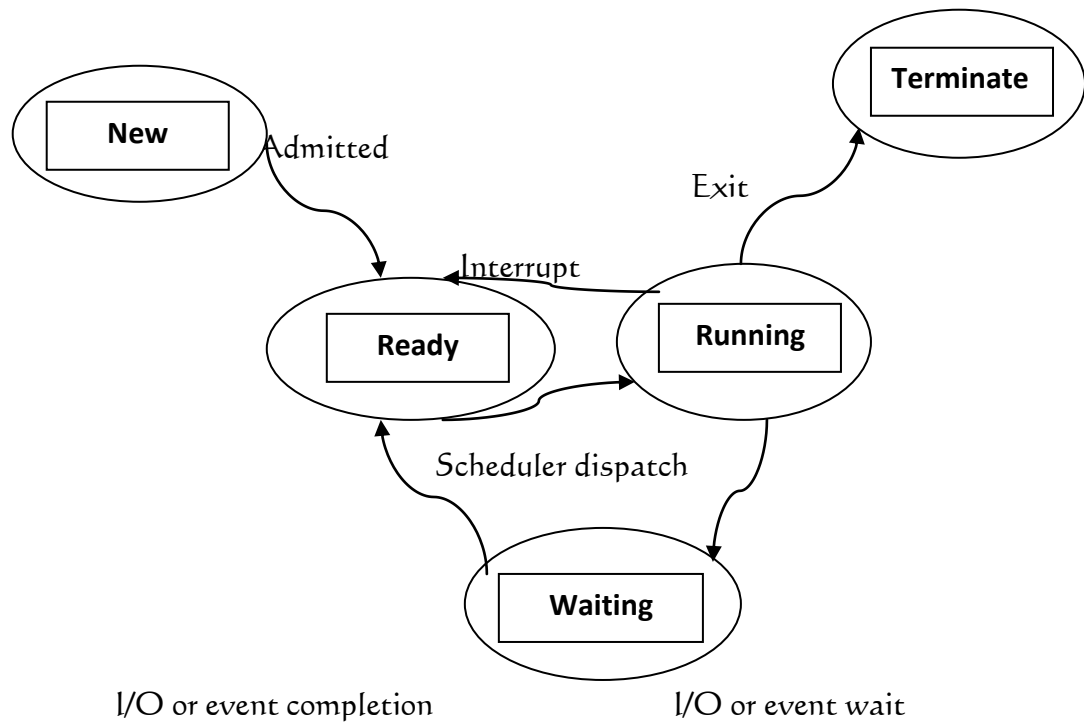 Terminate
New
Admitted
Exit
Interrupt
Ready
Running
Scheduler dispatch
Waiting
I/O or event completion
I/O or event wait